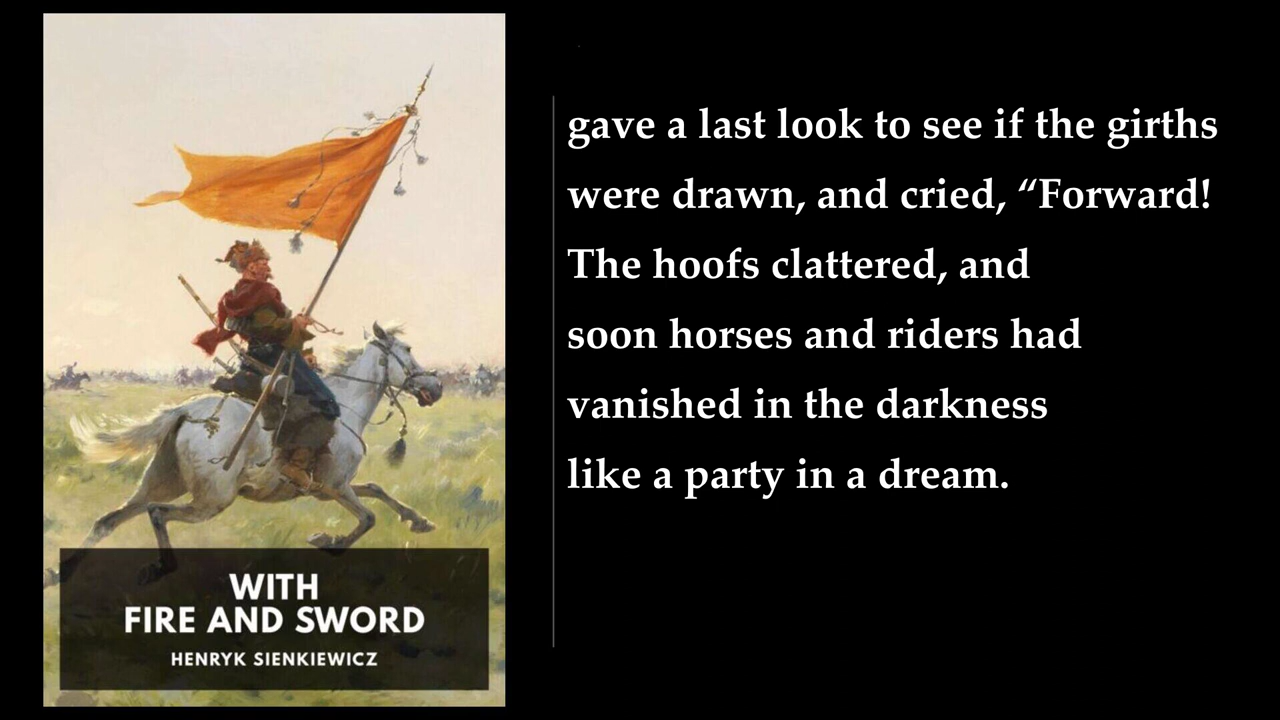 WITH
FIRE AND SWORD
HENRYK SIENKIEWICZ
gave a last look to see if the girths
were drawn, and cried, “Forward!
The hoofs clattered, and
soon horses and riders had
vanished in the darkness
like a party in a dream.